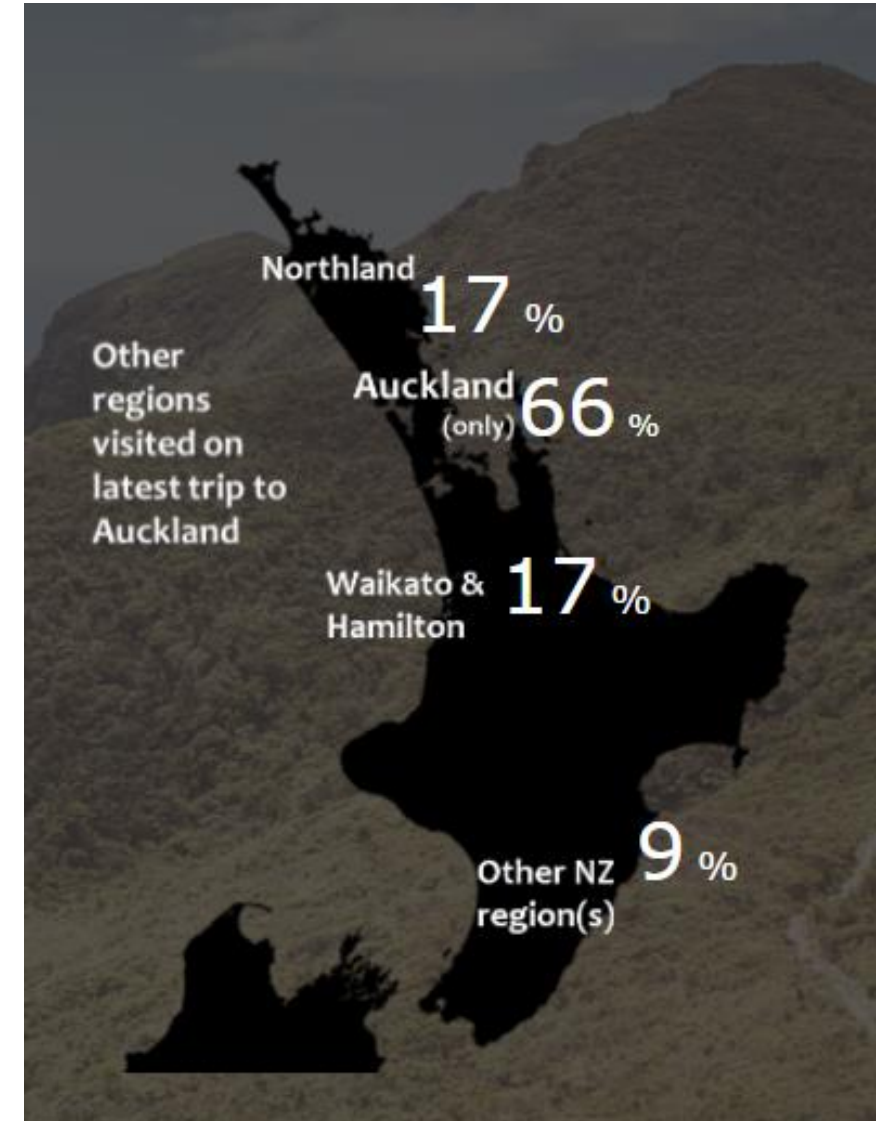 Northland
17 %
Other
regions
visited on
latest trip to
Auckland
Auckland
(only)
66 %
Waikato &
Hamilton
17 %
Other NZ
region(s)
9 %